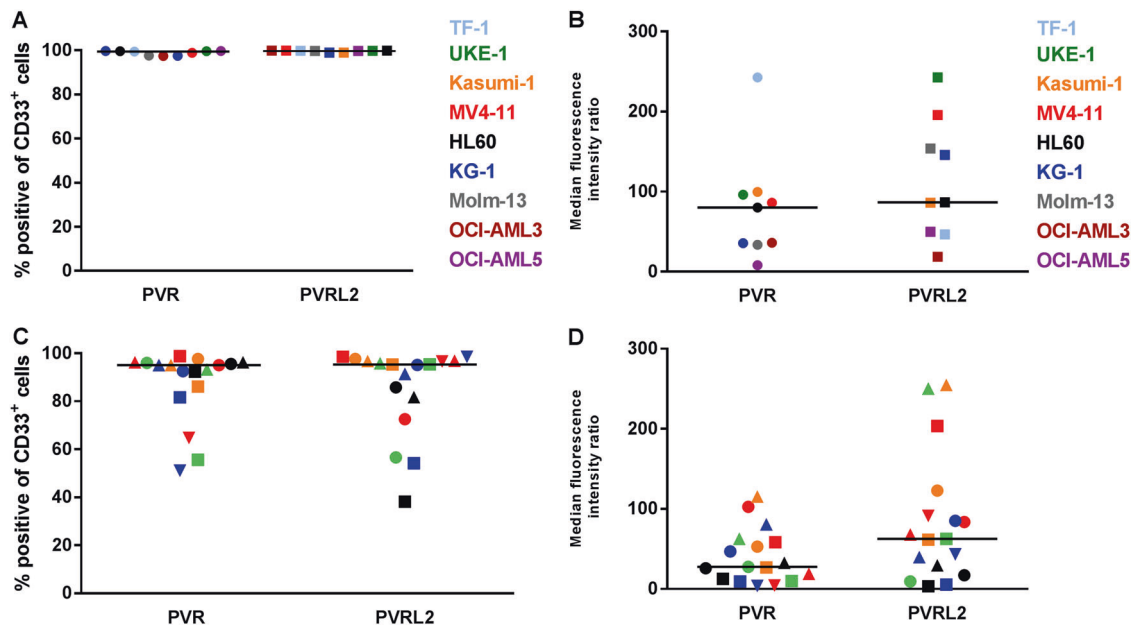 A
% positive of CD33+ cells
100
80
60
40
20
0
PVR
PVRL2
TF-1
UKE-1
Kasumi-1
MV4-11
HL60
KG-1
Molm-13
OCI-AML3
OCI-AML5
B
Median fluorescence
intensity ratio
300
200
100
0
PVR
PVRL2
TF-1
UKE-1
Kasumi-1
MV4-11
HL60
KG-1
Molm-13
OCI-AML3
OCI-AML5
C
% positive of CD33+ cells
100
80
60
40
20
0
PVR
PVRL2
D
Median fluorescence
intensity ratio
300
200
100
0
PVR
PVRL2